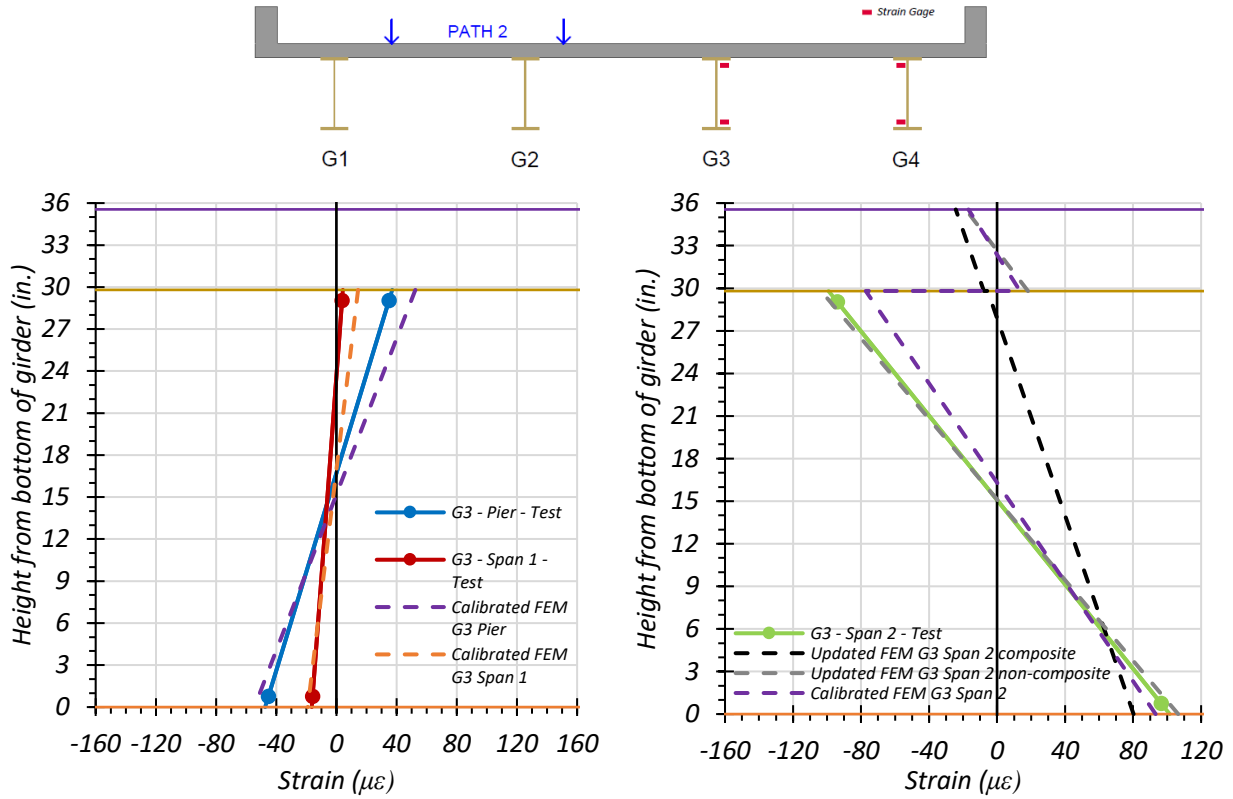 Strain Gage
PATH 2
G1
G2
G3
G4
Height from bottom of girder (in.)
36
33
30
27
24
21
18
15
12
9
6
3
0
G3 - Pier - Test
G3 - Span 1 -
Test
Calibrated FEM
G3 Pier
Calibrated FEM
G3 Span 1
-160 -120 -80 -40 0 40 80 120 160
Strain (με)
Height from bottom of girder (in.)
36
33
30
27
24
21
18
15
12
9
6
3
0
G3 - Span 2 - Test
Updated FEM G3 Span 2 composite
Updated FEM G3 Span 2 non-composite
Calibrated FEM G3 Span 2
-160 -120 -80 -40 0 40 80 120
Strain (με)